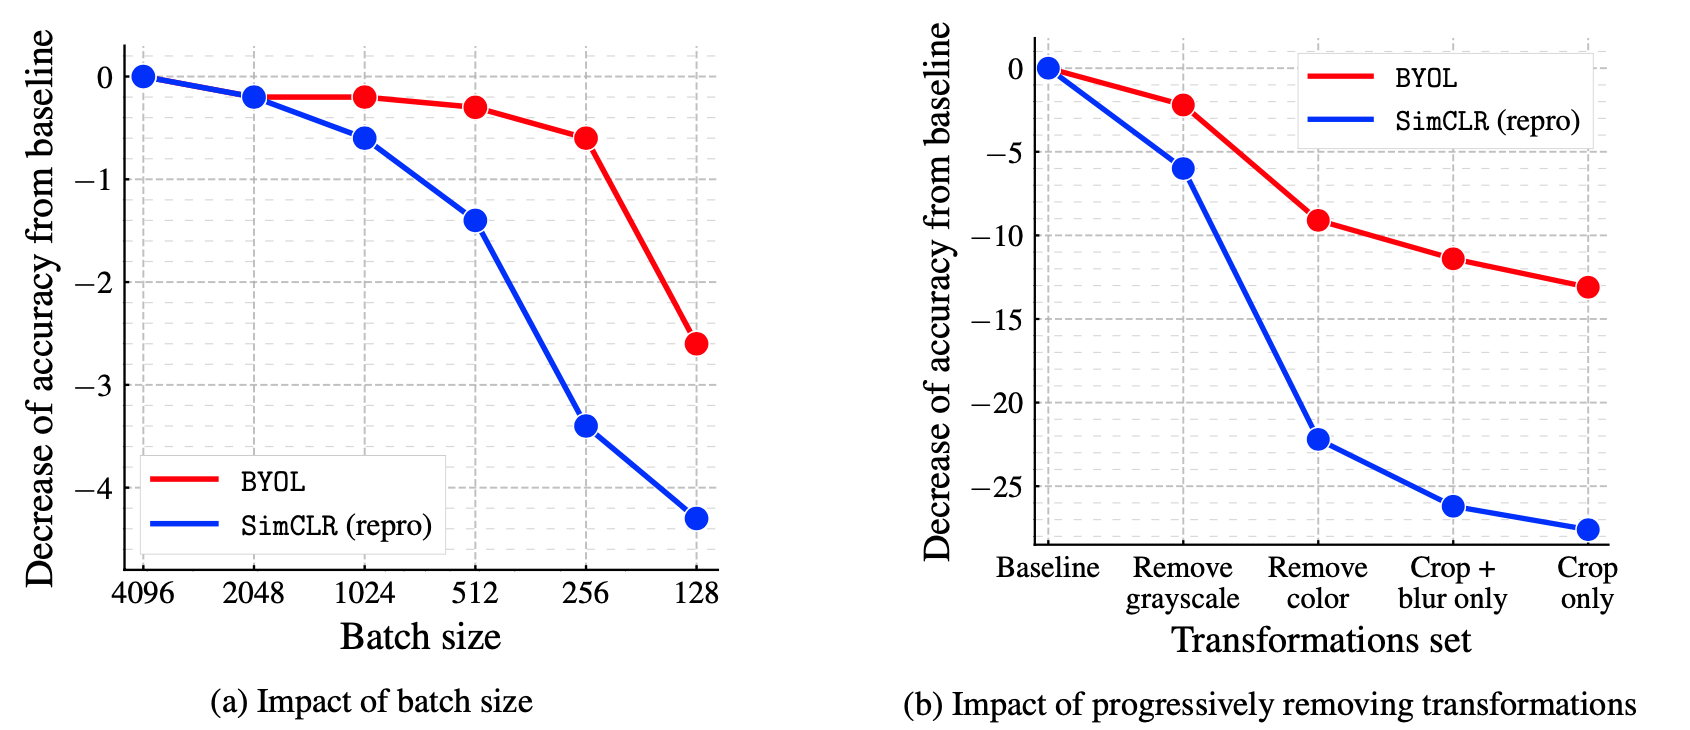 Decrease of accuracy from baseline
0
−1
−2
−3
−4
BYOL
SimCLR (repro)
4096 2048 1024 512 256 128
Batch size
(a) Impact of batch size
Decrease of accuracy from baseline
0
−5
−10
−15
−20
−25
BYOL
SimCLR (repro)
Baseline Remove Remove Crop + Crop
grayscale color blur only only
Transformations set
(b) Impact of progressively removing transformations